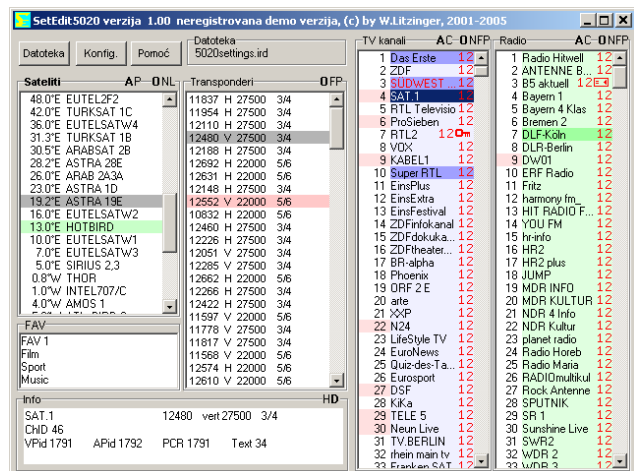 SetEdit5020 verzija 1.00 neregistrovana demo verzija, (c) by W.Litzinger, 2001-2005
Datoteka Konfig. Pomoć
Datoteka
5020settings.ird
Sateliti AP ONL
48.0°E EUTEL2F2
42.0°E TURKSAT 1C
36.0°E EUTELSATW4
31.3°E TURKSAT 1B
30.5°E ARABSAT 2B
28.2°E ASTRA 28E
26.0°E ARAB 2A3A
23.0°E ASTRA 1D
19.2°E ASTRA 19E
16.0°E EUTELSATW2
13.0°E HOTBIRD
10.0°E EUTELSATW1
7.0°E EUTELSATW3
5.0°E SIRIUS 2,3
0.8°W THOR
1.0°W INTEL707/C
4.0°W AMOS 1
FAV
FAV 1
Film
Sport
Music
Transponderi OFP
11837 H 27500 3/4
11954 H 27500 3/4
12110 H 27500 3/4
12480 V 27500 3/4
12188 H 27500 3/4
12692 H 22000 5/6
12631 H 22000 5/6
12148 H 27500 3/4
12552 V 22000 5/6
10832 H 22000 5/6
12460 H 27500 3/4
12226 H 27500 3/4
12051 V 27500 3/4
12285 V 27500 3/4
12662 H 22000 5/6
12266 H 27500 3/4
12422 H 27500 3/4
11597 V 22000 5/6
11778 V 27500 3/4
11817 V 27500 3/4
11568 V 22000 5/6
12574 H 22000 5/6
12610 V 22000 5/6
Info HD
SAT.1 12480 vert 27500 3/4
ChID 46
VPid 1791 APid 1792 PCR 1791 Text 34
TV kanali AC ONFP
1 Das Erste 12
2 ZDF 12
3 SÜDWEST ... 12
4 SAT.1 12
5 RTL Televisio 12
6 ProSieben 12
7 RTL2 12
8 VOX 12
9 KABEL1 12
10 Super RTL 12
11 EinsPlus 12
12 EinsExtra 12
13 EinsFestival 12
14 ZDFinfokanal 12
15 ZDFdokuka... 12
16 ZDFtheater... 12
17 BR-alpha 12
18 Phoenix 12
19 ORF 2 E 12
20 arte 12
21 XXP 12
22 N24 12
23 LifeStyle TV 12
24 EuroNews 12
25 Quiz-des-Ta... 12
26 Eurosport 12
27 DSF 12
28 KiKa 12
29 TELE 5 12
30 Neun Live 12
31 TV.BERLIN 12
32 rhein main tv 12
33 Franken SAT 12
Radio AC ONFP
1 Radio Hitwell 12
2 ANTENNE B... 12
3 B5 aktuell 12
4 Bayern 1 12
5 Bayern 4 Klas 12
6 Bremen 2 12
7 DLF-Köln 12
8 DLR-Berlin 12
9 DW01 12
10 ERF Radio 12
11 Fritz 12
12 harmony fm_ 12
13 HIT RADIO F... 12
14 YOU FM 12
15 hr-info 12
16 HR2 12
17 HR2 plus 12
18 JUMP 12
19 MDR INFO 12
20 MDR KULTUR 12
21 NDR 4 Info 12
22 NDR Kultur 12
23 planet radio 12
24 Radio Horeb 12
25 Radio Maria 12
26 RADIOmultikul 12
27 Rock Antenne 12
28 SPUTNIK 12
29 SR 1 12
30 Sunshine Live 12
31 SWR2 12
32 WDR 2 12
33 WDR 3 12